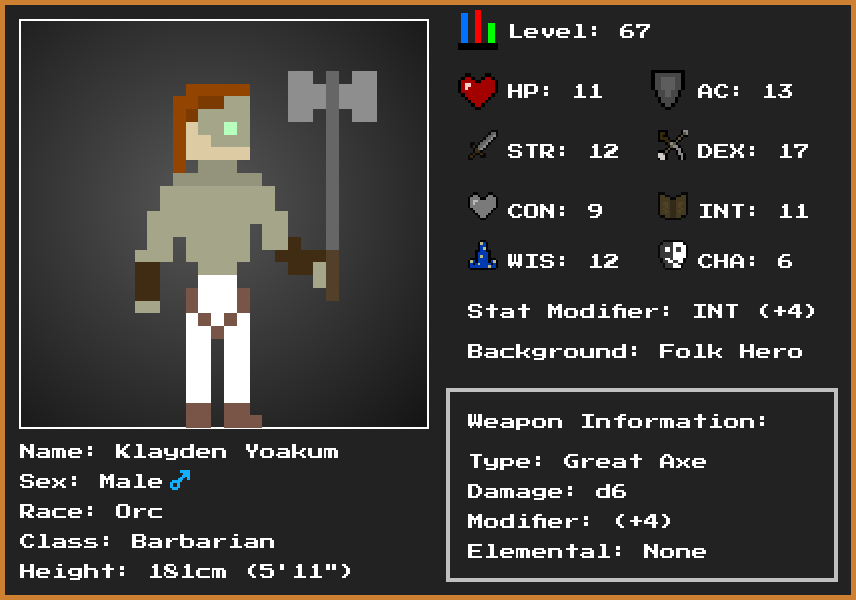 Level: 67
HP: 11
AC: 13
STR: 12
DEX: 17
CON: 9
INT: 11
WIS: 12
CHA: 6
Stat Modifier: INT (+4)
Background: Folk Hero
Weapon Information:
Type: Great Axe
Damage: d6
Modifier: (+4)
Elemental: None
Name: Klayden Yoakum
Sex: Male♂
Race: Orc
Class: Barbarian
Height: 181cm (5'11")